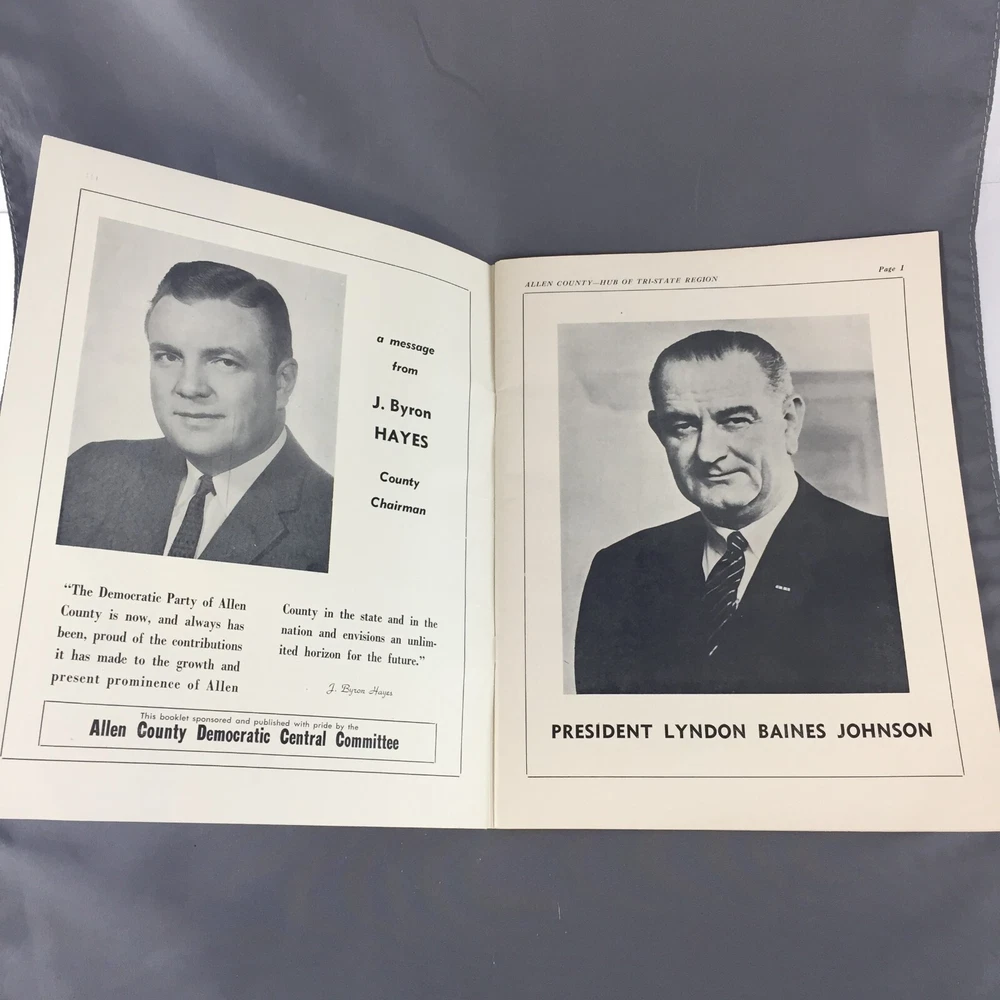 a message
from
J. Byron
HAYES
County
Chairman
"The Democratic Party of Allen
County is now, and always has
been, proud of the contributions
it has made to the growth and
present prominence of Allen
County in the state and in the
nation and envisions an unlim-
ited horizon for the future."
J. Byron Hayes
This booklet sponsored and published with pride by the
Allen County Democratic Central Committee
ALLEN COUNTY—HUB OF TRI-STATE REGION
Page 1
PRESIDENT LYNDON BAINES JOHNSON